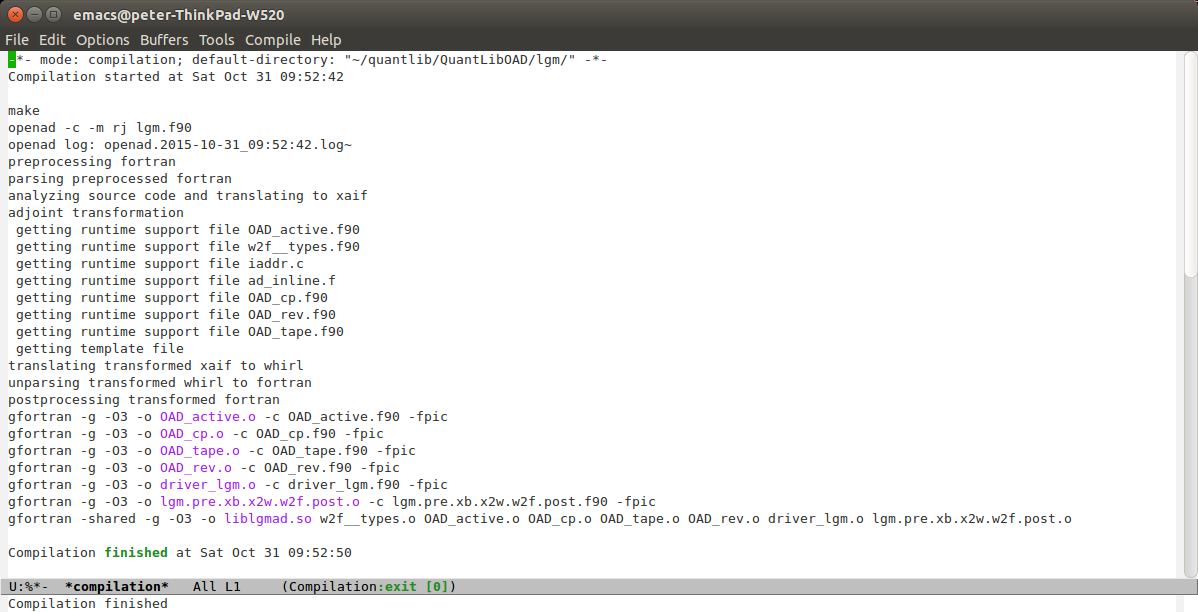 emacs@peter-ThinkPad-W520
File Edit Options Buffers Tools Compile Help
-*- mode: compilation; default-directory: "~/quantlib/QuantLibOAD/lgm/" -*-
Compilation started at Sat Oct 31 09:52:42

make
openad -c -m rj lgm.f90
openad log: openad.2015-10-31_09:52:42.log~
preprocessing fortran
parsing preprocessed fortran
analyzing source code and translating to xaif
adjoint transformation
 getting runtime support file OAD_active.f90
 getting runtime support file w2f__types.f90
 getting runtime support file iaddr.c
 getting runtime support file ad_inline.f
 getting runtime support file OAD_cp.f90
 getting runtime support file OAD_rev.f90
 getting runtime support file OAD_tape.f90
 getting template file
translating transformed xaif to whirl
unparsing transformed whirl to fortran
postprocessing transformed fortran
gfortran -g -O3 -o OAD_active.o -c OAD_active.f90 -fpic
gfortran -g -O3 -o OAD_cp.o -c OAD_cp.f90 -fpic
gfortran -g -O3 -o OAD_tape.o -c OAD_tape.f90 -fpic
gfortran -g -O3 -o OAD_rev.o -c OAD_rev.f90 -fpic
gfortran -g -O3 -o driver_lgm.o -c driver_lgm.f90 -fpic
gfortran -g -O3 -o lgm.pre.xb.x2w.w2f.post.o -c lgm.pre.xb.x2w.w2f.post.f90 -fpic
gfortran -shared -g -O3 -o liblgmad.so w2f__types.o OAD_active.o OAD_cp.o OAD_tape.o OAD_rev.o driver_lgm.o lgm.pre.xb.x2w.w2f.post.o

Compilation finished at Sat Oct 31 09:52:50
U:%*-  *compilation*   All L1     (Compilation:exit [0])
Compilation finished